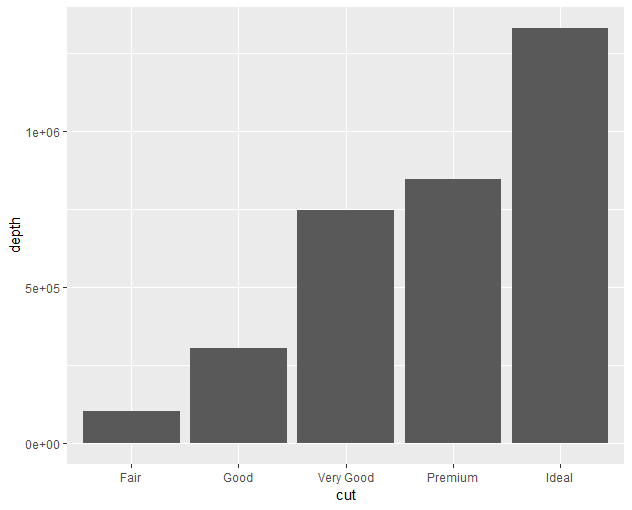 depth
1e+06
5e+05
0e+00
Fair Good Very Good Premium Ideal
cut